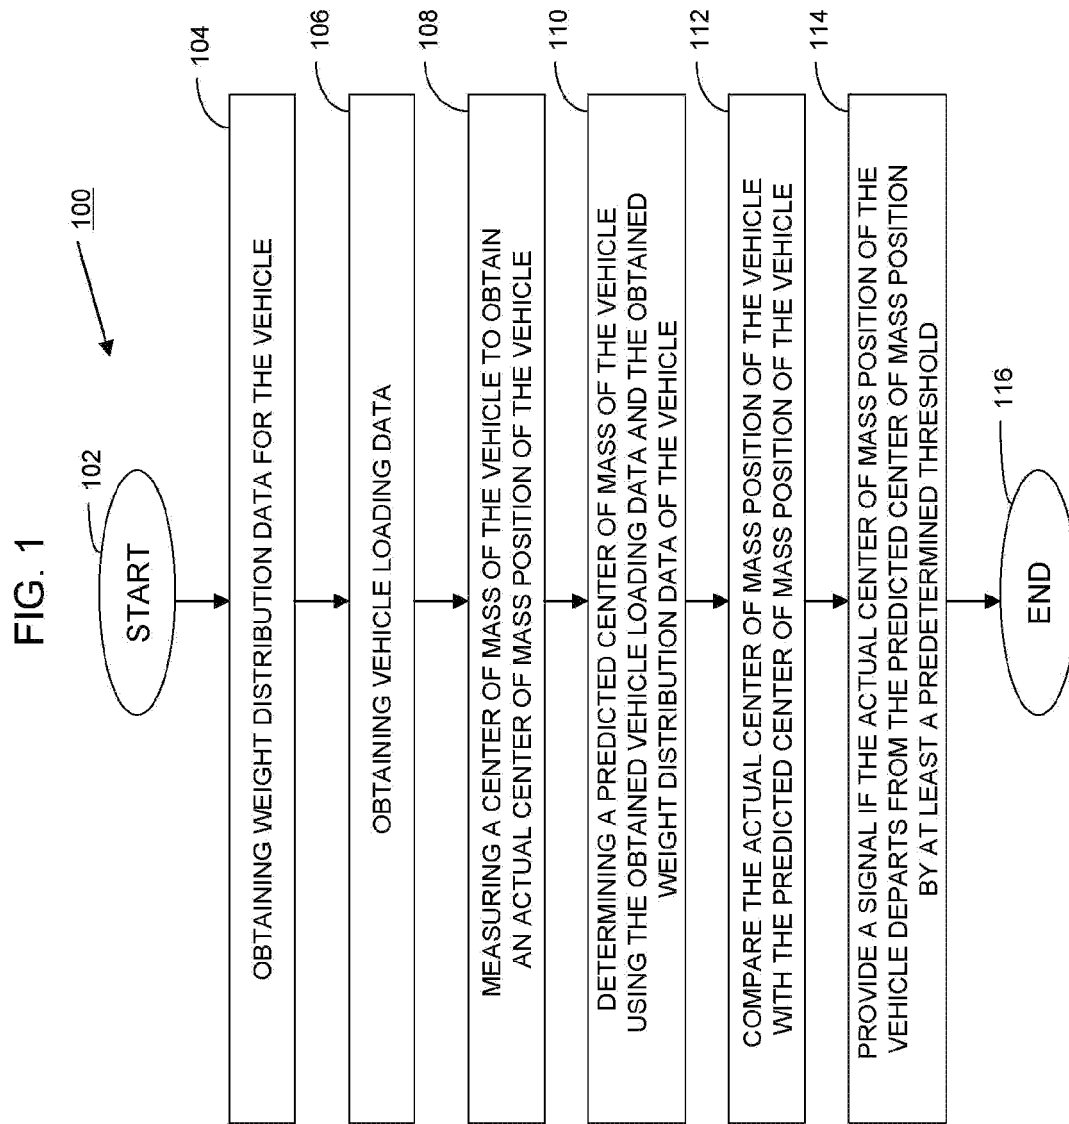 FIG. 1
100
START
102
OBTAINING WEIGHT DISTRIBUTION DATA FOR THE VEHICLE
104
OBTAINING VEHICLE LOADING DATA
106
MEASURING A CENTER OF MASS OF THE VEHICLE TO OBTAIN
AN ACTUAL CENTER OF MASS POSITION OF THE VEHICLE
108
DETERMINING A PREDICTED CENTER OF MASS OF THE VEHICLE
USING THE OBTAINED VEHICLE LOADING DATA AND THE OBTAINED
WEIGHT DISTRIBUTION DATA OF THE VEHICLE
110
COMPARE THE ACTUAL CENTER OF MASS POSITION OF THE VEHICLE
WITH THE PREDICTED CENTER OF MASS POSITION OF THE VEHICLE
112
PROVIDE A SIGNAL IF THE ACTUAL CENTER OF MASS POSITION OF THE
VEHICLE DEPARTS FROM THE PREDICTED CENTER OF MASS POSITION
BY AT LEAST A PREDETERMINED THRESHOLD
114
END
116